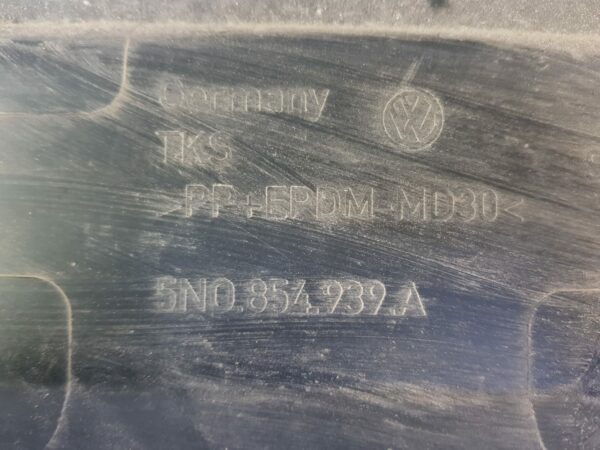 Germany
TKS
>PP+EPDM-MD30<
5N0.854.939.A